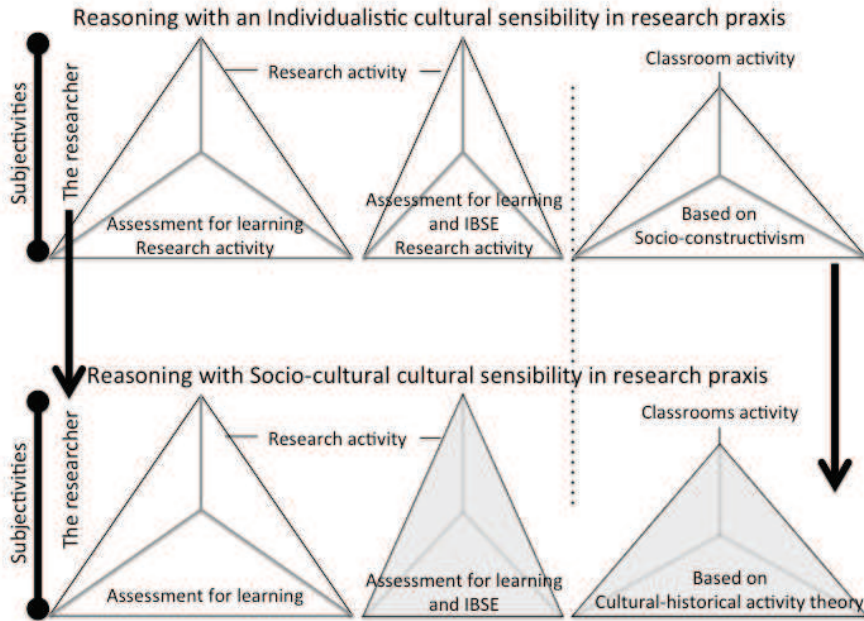 Reasoning with an Individualistic cultural sensibility in research praxis
Subjectivities
The researcher
Research activity
Classroom activity
Assessment for learning
Research activity
Assessment for learning
and IBSE
Research activity
Based on
Socio-constructivism
Reasoning with Socio-cultural cultural sensibility in research praxis
Subjectivities
The researcher
Research activity
Classrooms activity
Assessment for learning
Assessment for learning
and IBSE
Based on
Cultural-historical activity theory